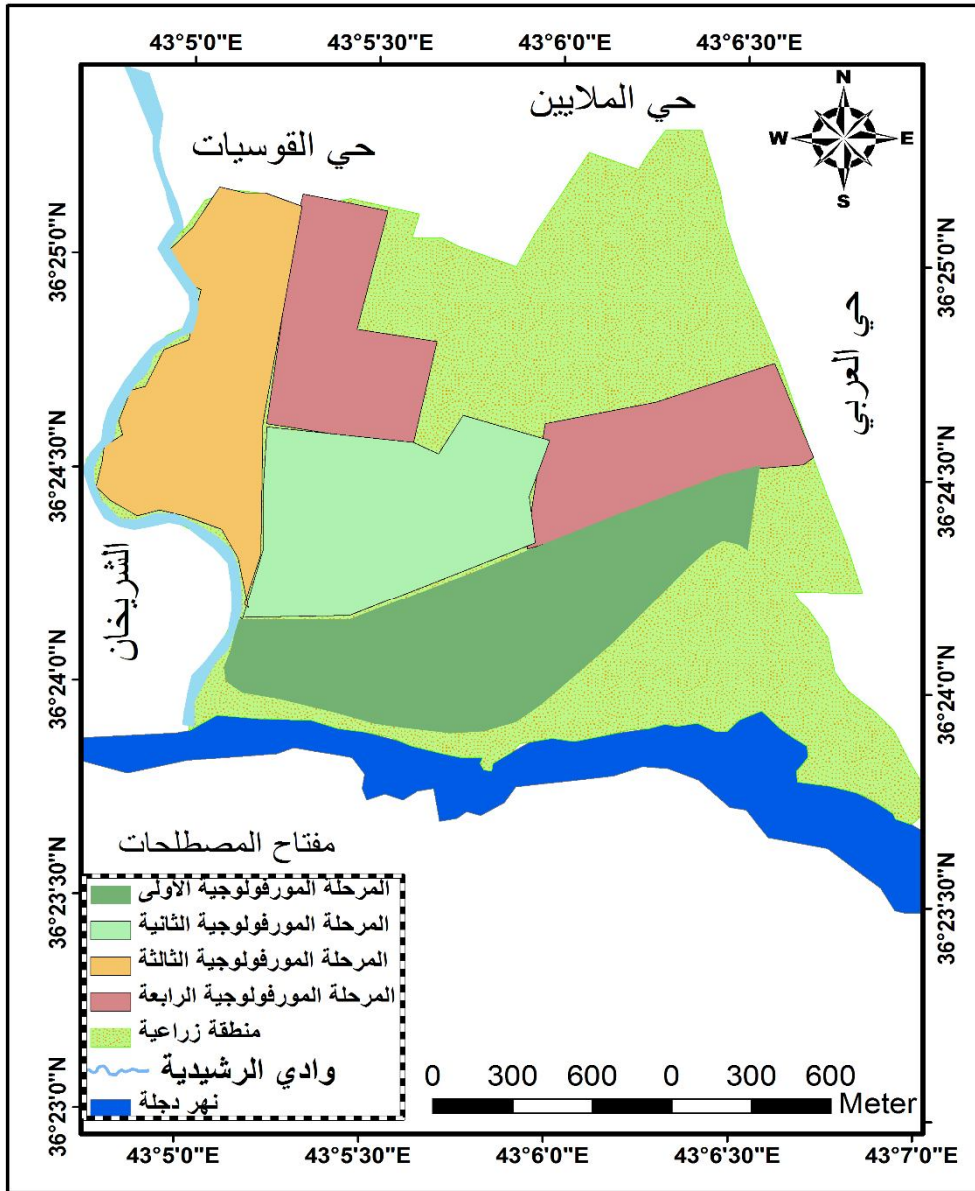 43°5'0"E 43°5'30"E 43°6'0"E 43°6'30"E
حي الملايين
N
W E
S
حي القوسيات
36°25'0"N
36°25'0"N
حي العربي
36°24'30"N
36°24'30"N
الشريخان
36°24'0"N
36°24'0"N
مفتاح المصطلحات
المرحلة المورفولوجية الاولى
المرحلة المورفولوجية الثانية
المرحلة المورفولوجية الثالثة
المرحلة المورفولوجية الرابعة
منطقة زراعية
وادي الرشيدية
نهر دجلة
36°23'30"N
36°23'30"N
36°23'0"N
0 300 600 0 300 600
Meter
43°5'0"E 43°5'30"E 43°6'0"E 43°6'30"E 43°7'0"E